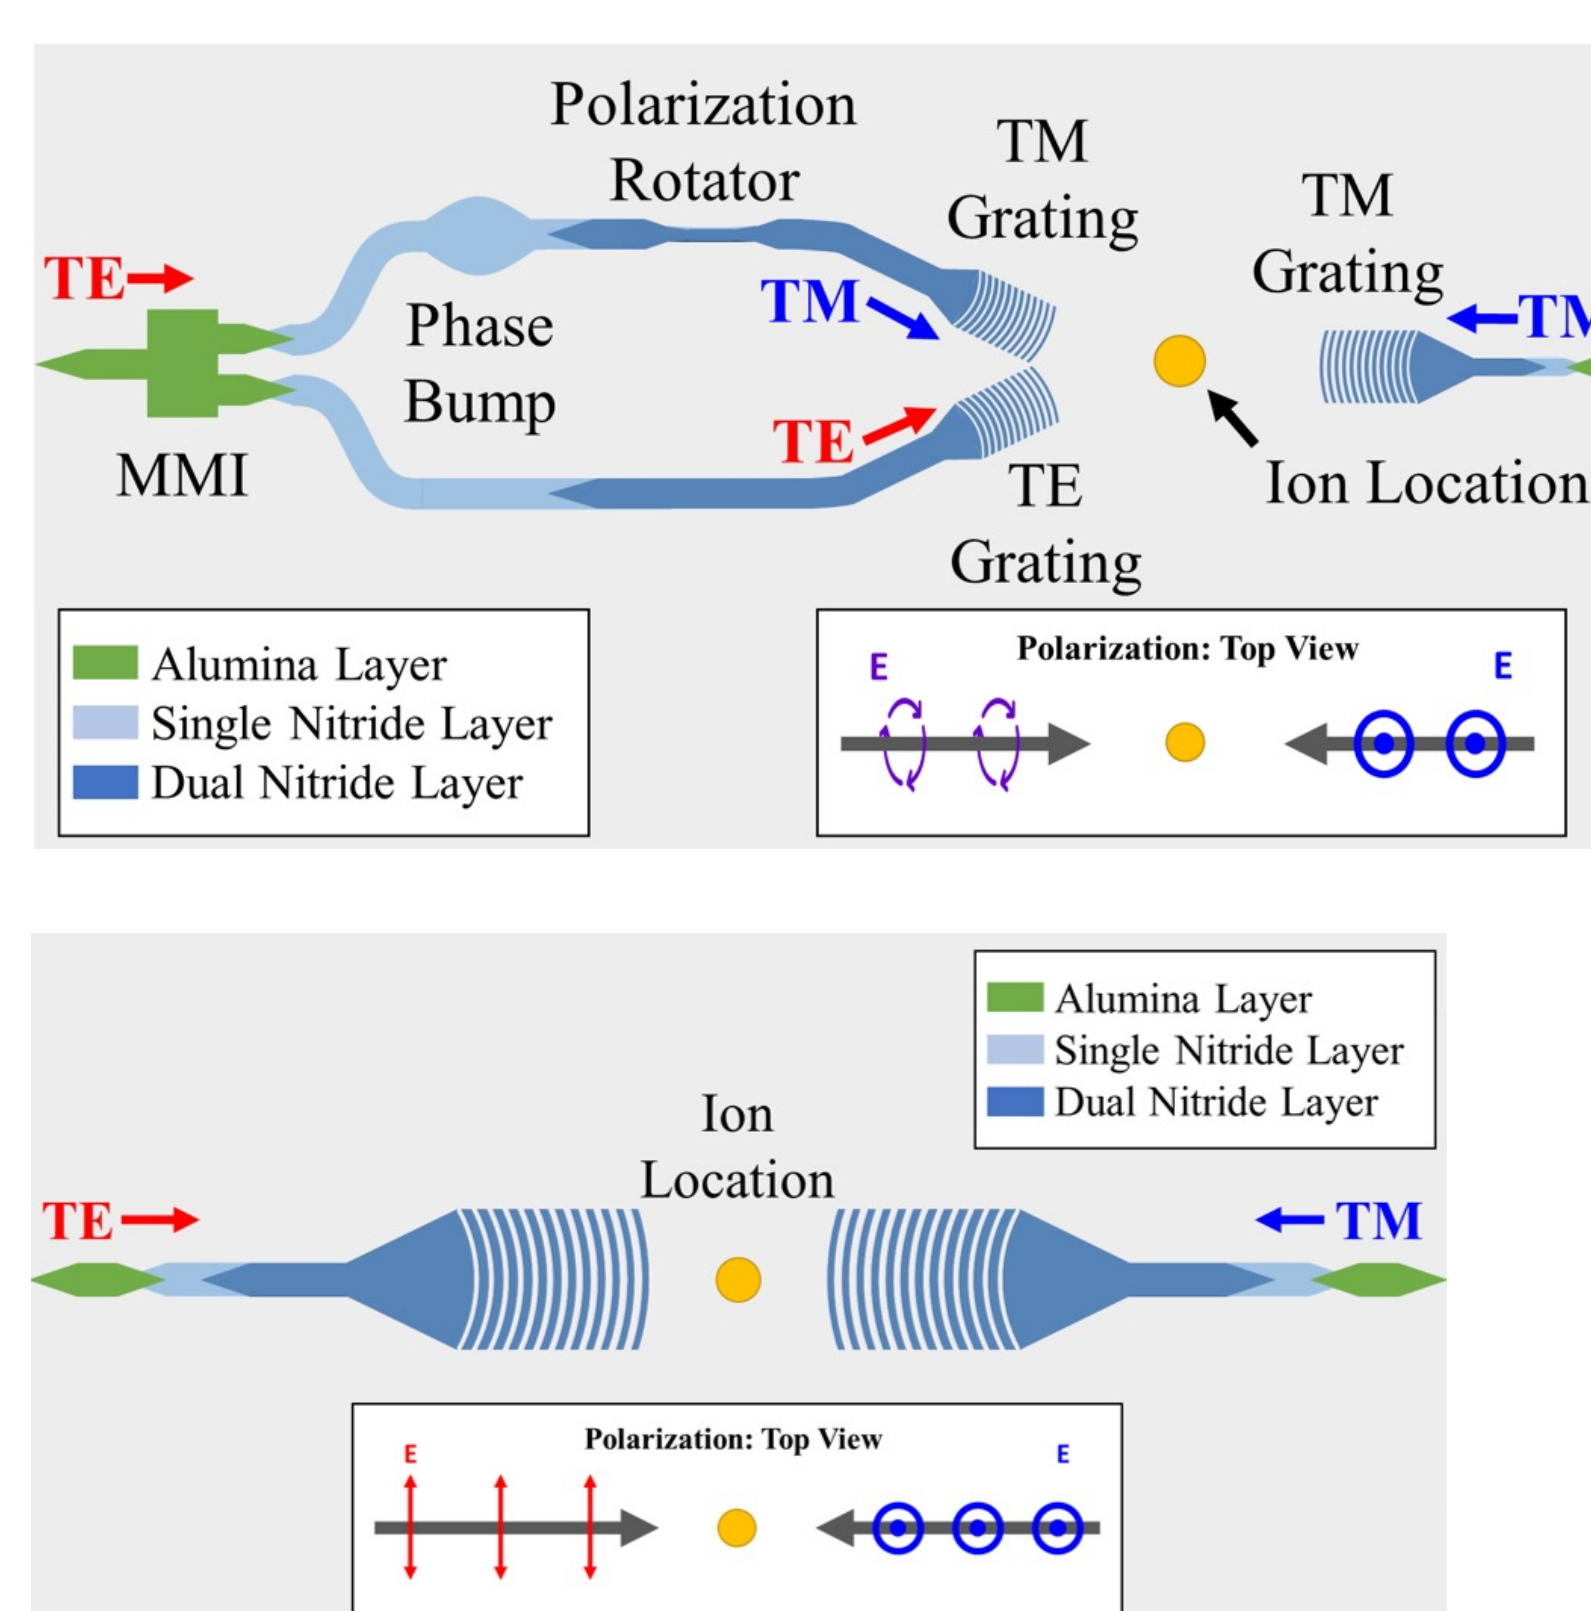 Polarization
Rotator
TM
Grating
TM
Grating
TE
TM
TM
Phase
Bump
TE
MMI
TE
Grating
Ion Location
Alumina Layer
Single Nitride Layer
Dual Nitride Layer
Polarization: Top View
E
E
Alumina Layer
Single Nitride Layer
Dual Nitride Layer
Ion
Location
TE
TM
Polarization: Top View
E
E